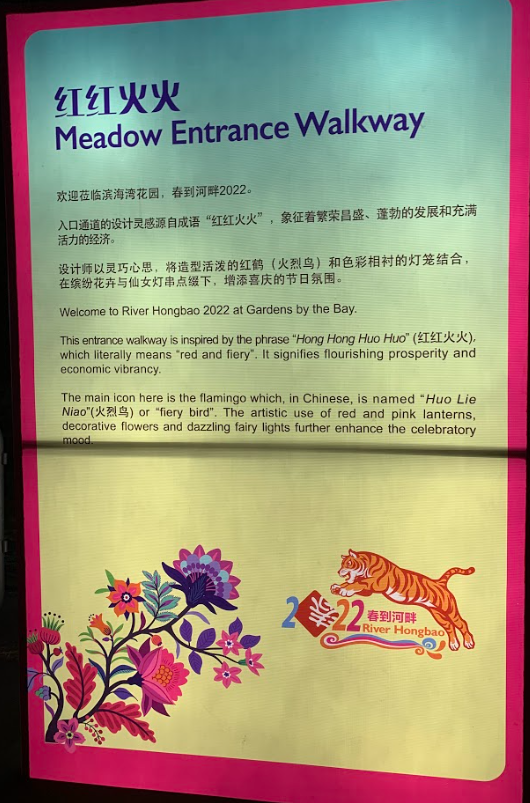 红红火火
Meadow Entrance Walkway
欢迎莅临滨海湾花园，春到河畔2022。
入口通道的设计灵感源自成语“红红火火”，象征着繁荣昌盛、蓬勃的发展和充满
活力的经济。
设计师以灵巧心思，将造型活泼的红鹤（火烈鸟）和色彩相衬的灯笼结合，
在缤纷花卉与仙女灯串点缀下，增添喜庆的节日氛围。
Welcome to River Hongbao 2022 at Gardens by the Bay.
This entrance walkway is inspired by the phrase “Hong Hong Huo Huo” (红红火火),
which literally means “red and fiery”. It signifies flourishing prosperity and
economic vibrancy.
The main icon here is the flamingo which, in Chinese, is named “Huo Lie
Niao”(火烈鸟) or “fiery bird”. The artistic use of red and pink lanterns,
decorative flowers and dazzling fairy lights further enhance the celebratory
mood.
2022 春到河畔
River Hongbao